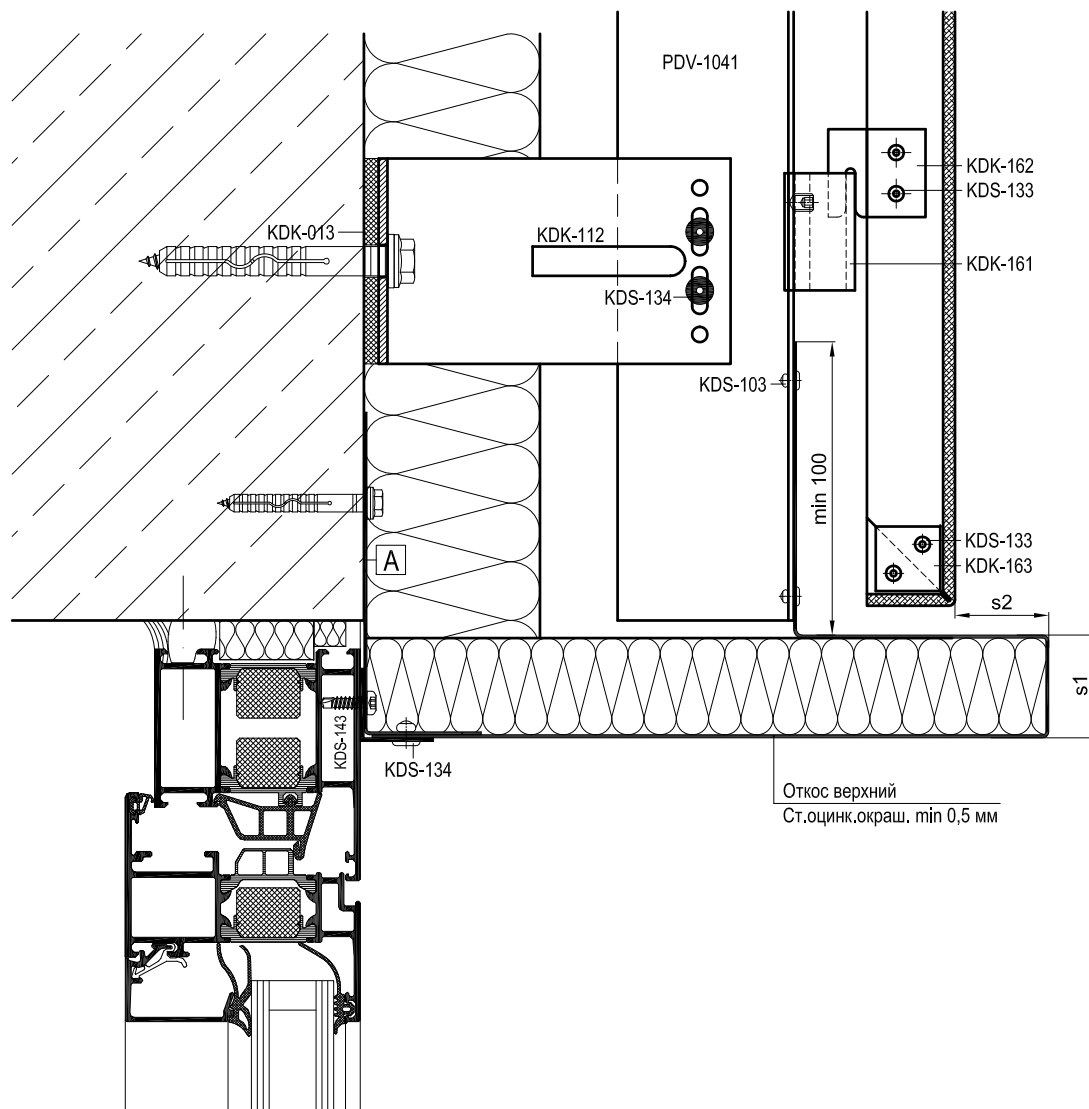 PDV-1041
KDK-162
KDS-133
KDK-013
KDK-112
KDK-161
KDS-134
KDS-103
min 100
KDS-133
A
KDK-163
s2
s1
KDS-143
KDS-134
Откос верхний
Ст.оцинк.окраш. min 0,5 мм